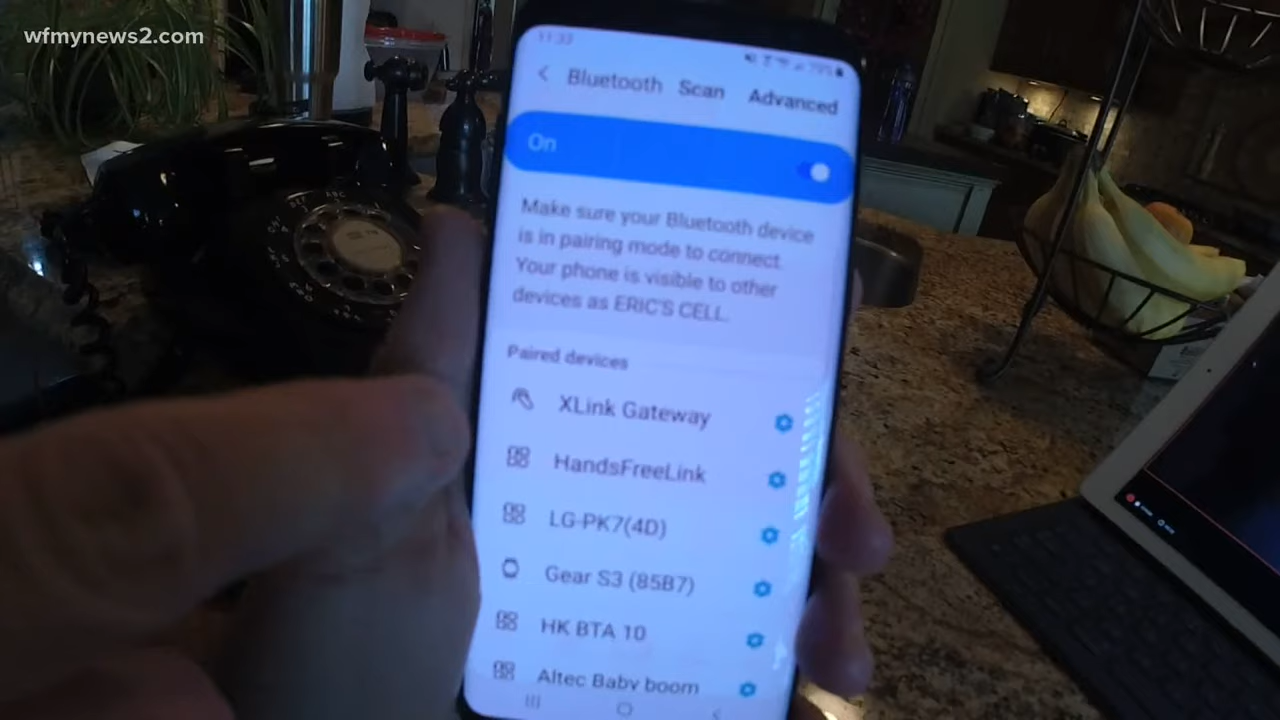 wfmynews2.com
11:33
Bluetooth Scan Advanced
On
Make sure your Bluetooth device
is in pairing mode to connect.
Your phone is visible to other
devices as ERIC'S CELL.
Paired devices
XLink Gateway
HandsFreeLink
LG-PK7(4D)
Gear S3 (85B7)
HK BTA 10
Altec Baby boom